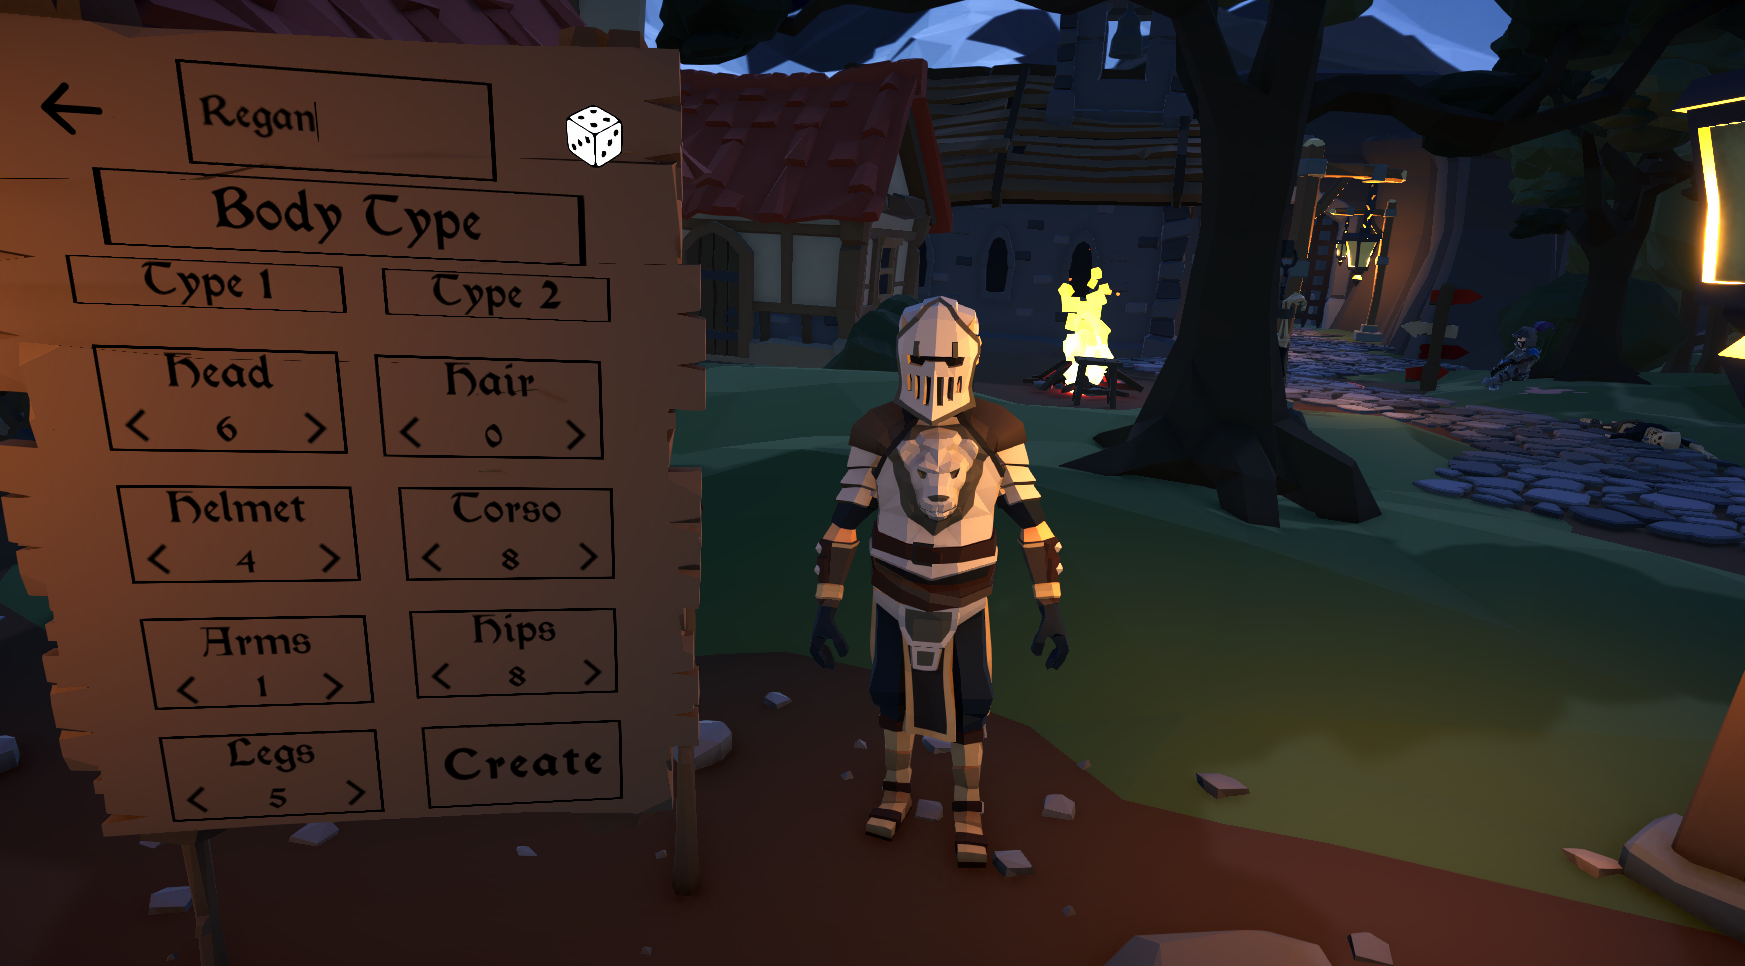 Regan
Body Type
Type 1
Type 2
Head
< 6 >
Hair
< 0 >
Helmet
< 4 >
Torso
< 8 >
Arms
< 1 >
Hips
< 8 >
Legs
< 5 >
Create